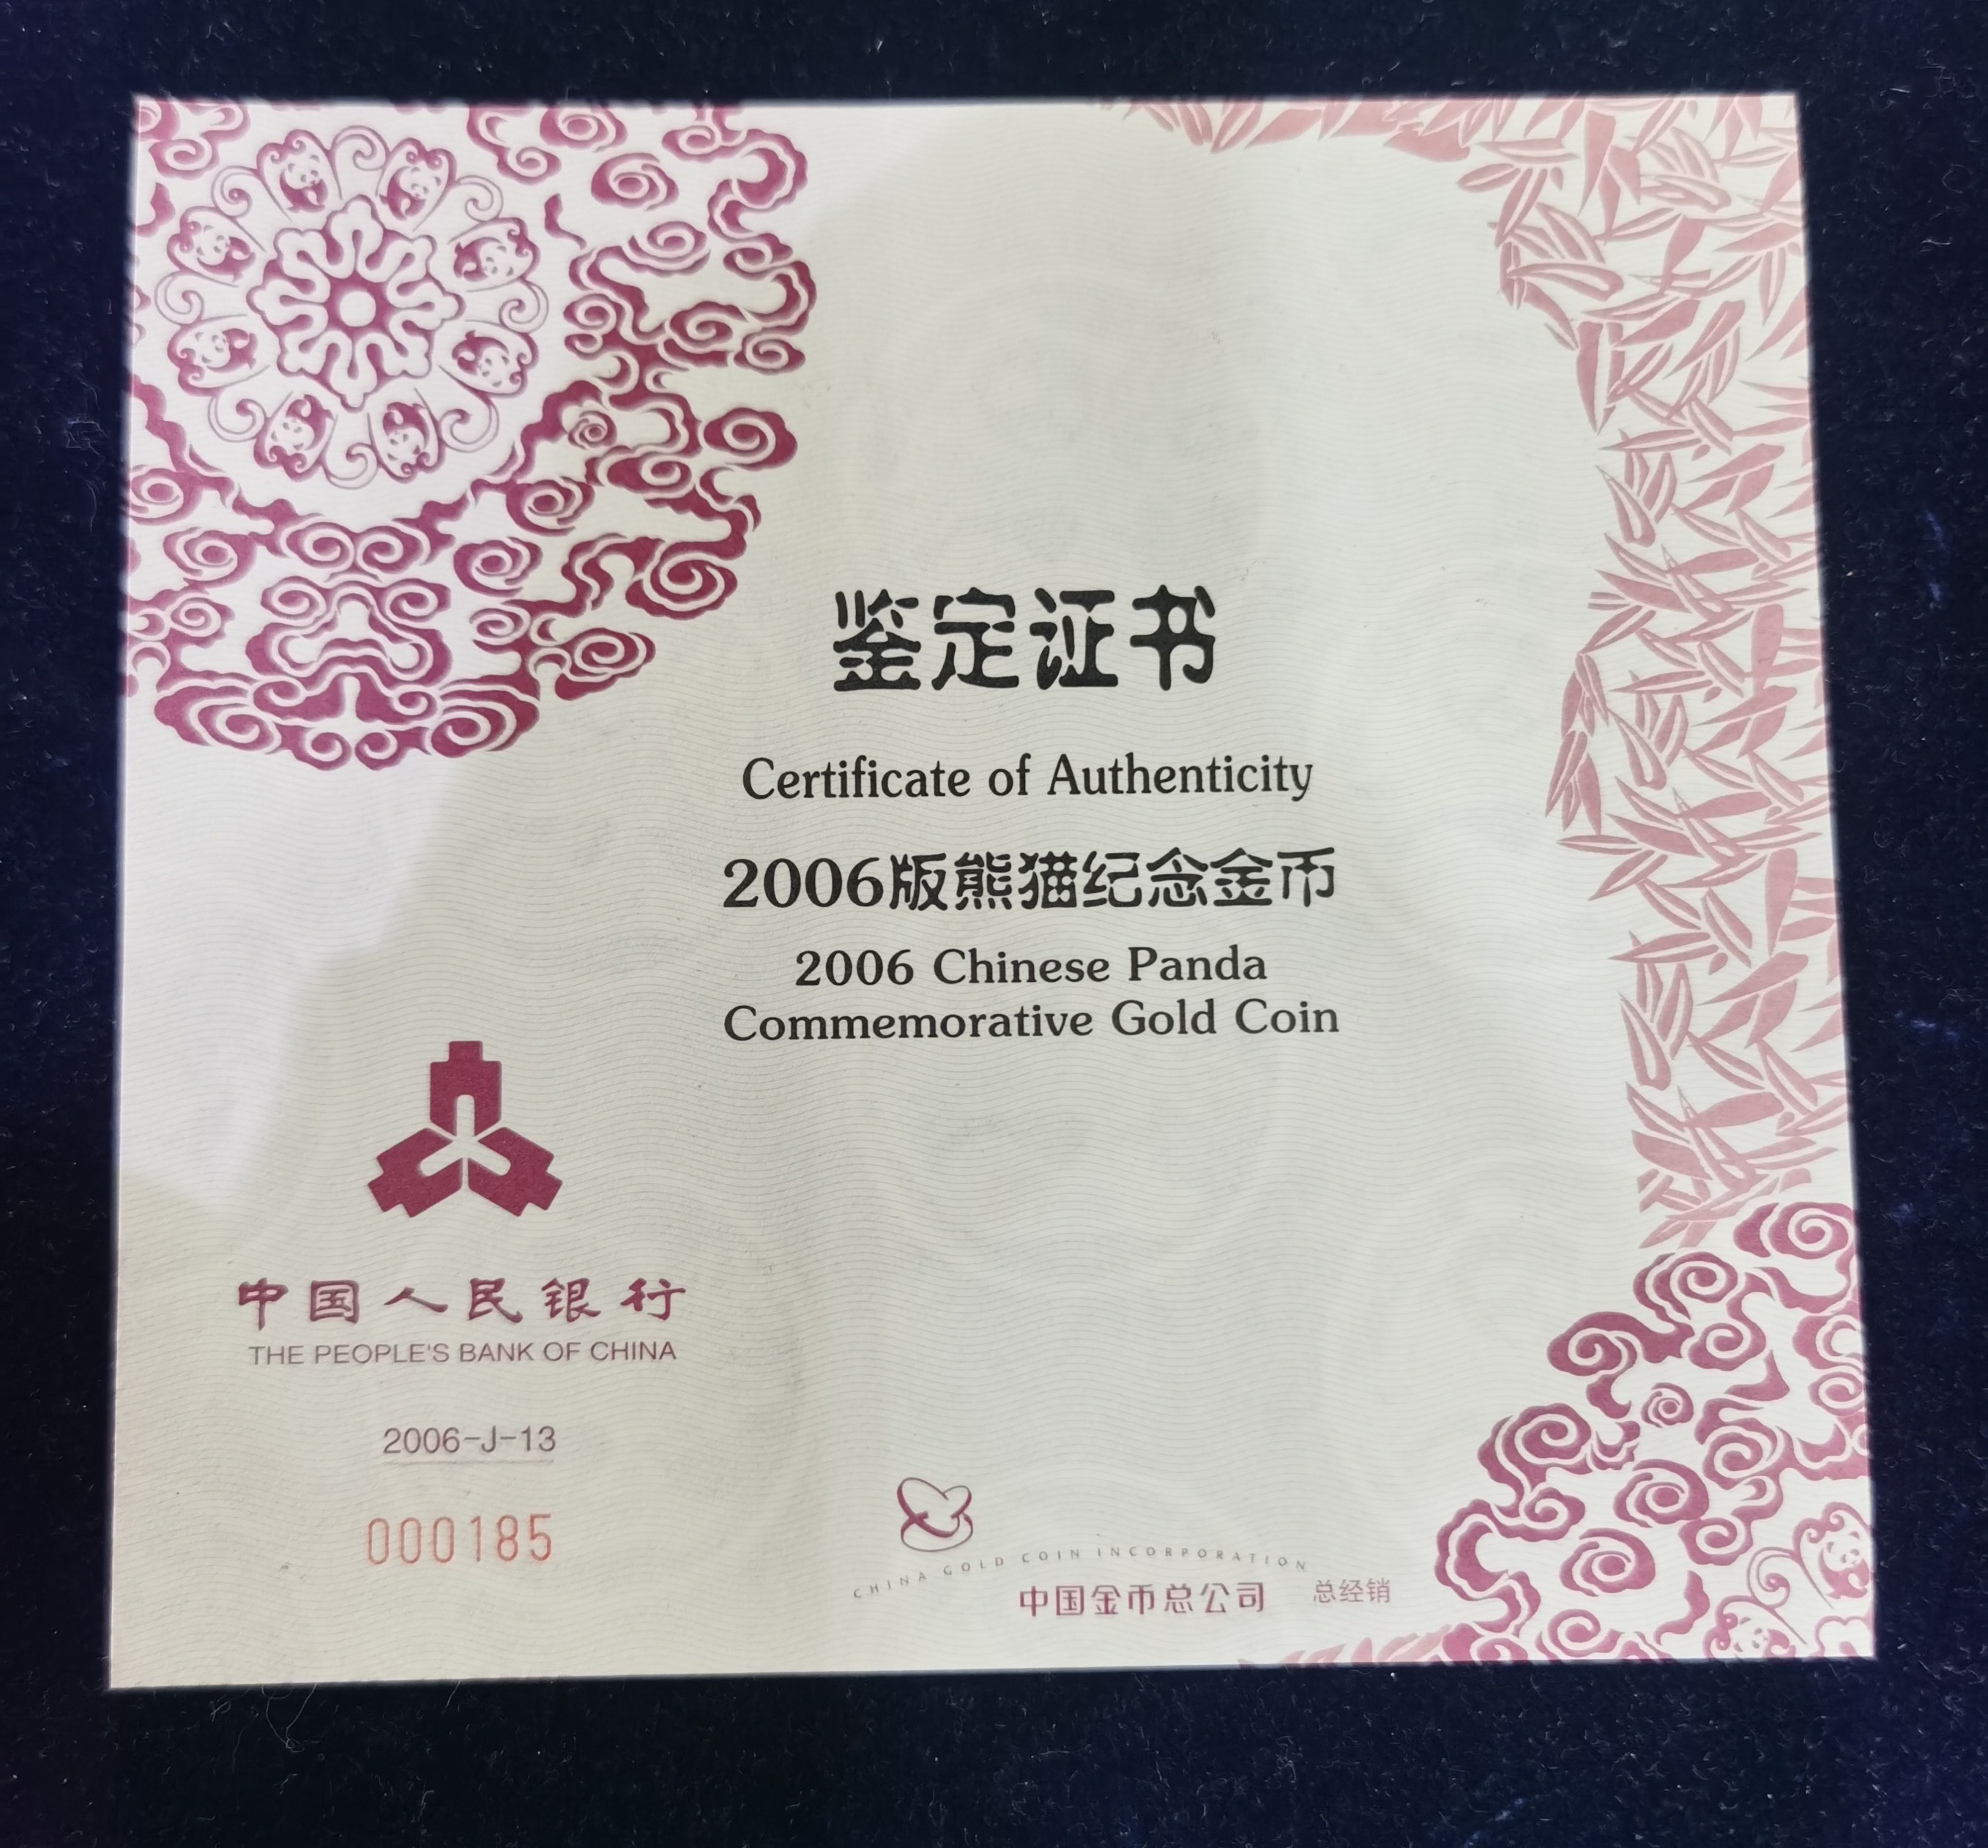 鉴定证书
Certificate of Authenticity
2006版熊猫纪念金币
2006 Chinese Panda
Commemorative Gold Coin
中国人民银行
THE PEOPLE'S BANK OF CHINA
2006-J-13
000185
CHINA GOLD COIN INCORPORATION
中国金币总公司 总经销